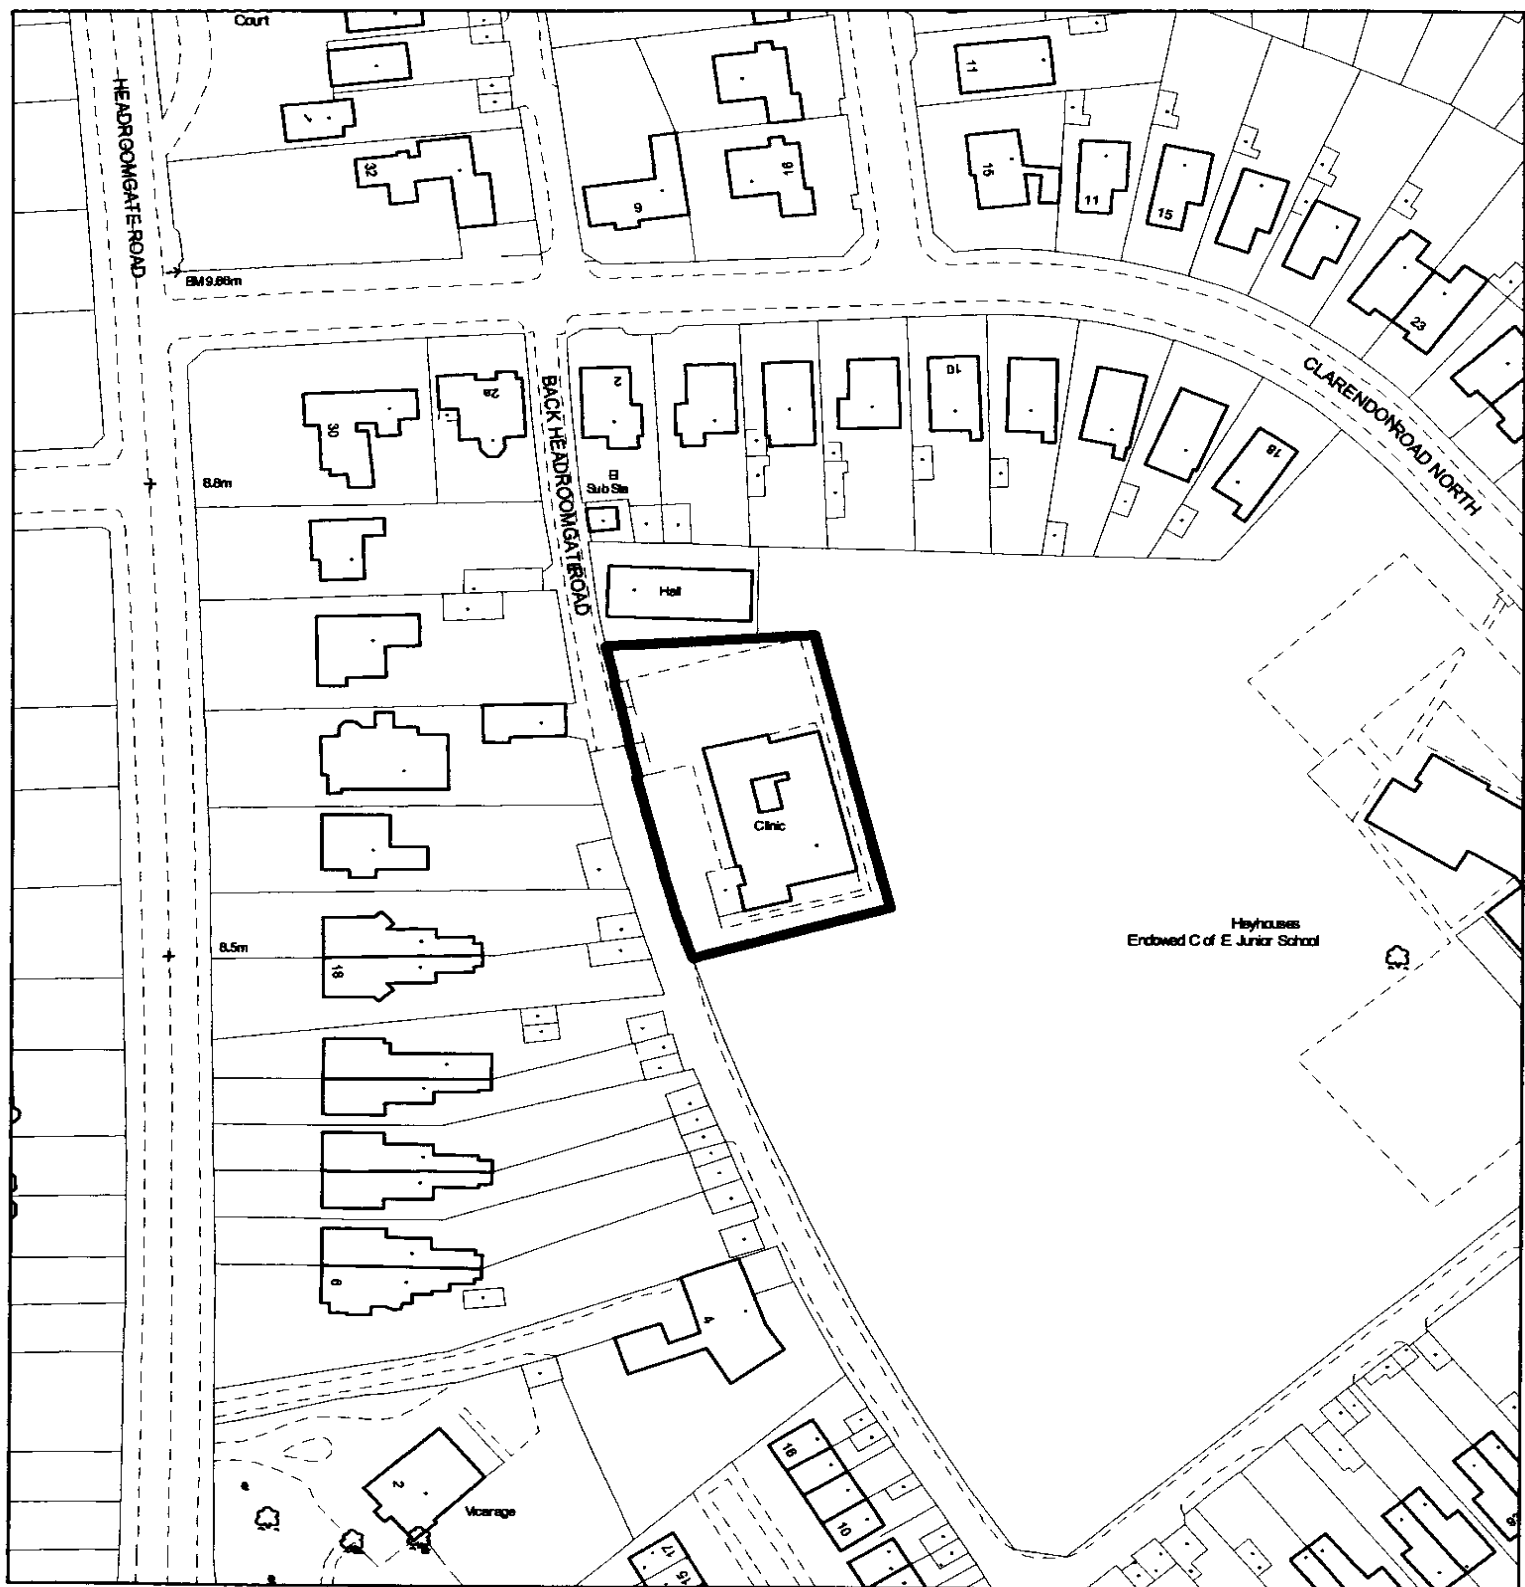 Court
HEADROOMGATE ROAD
11
32
9
16
15
11
15
BM 9.66m
23
CLARENDON ROAD NORTH
30
2a
BACK HEADROOMGATE ROAD
2
10
18
8.8m
El
Sub Sta
Hall
Clinic
Heyhouses
Endowed C of E Junior School
8.5m
18
6
4
2
Vicarage
16
10
17
15